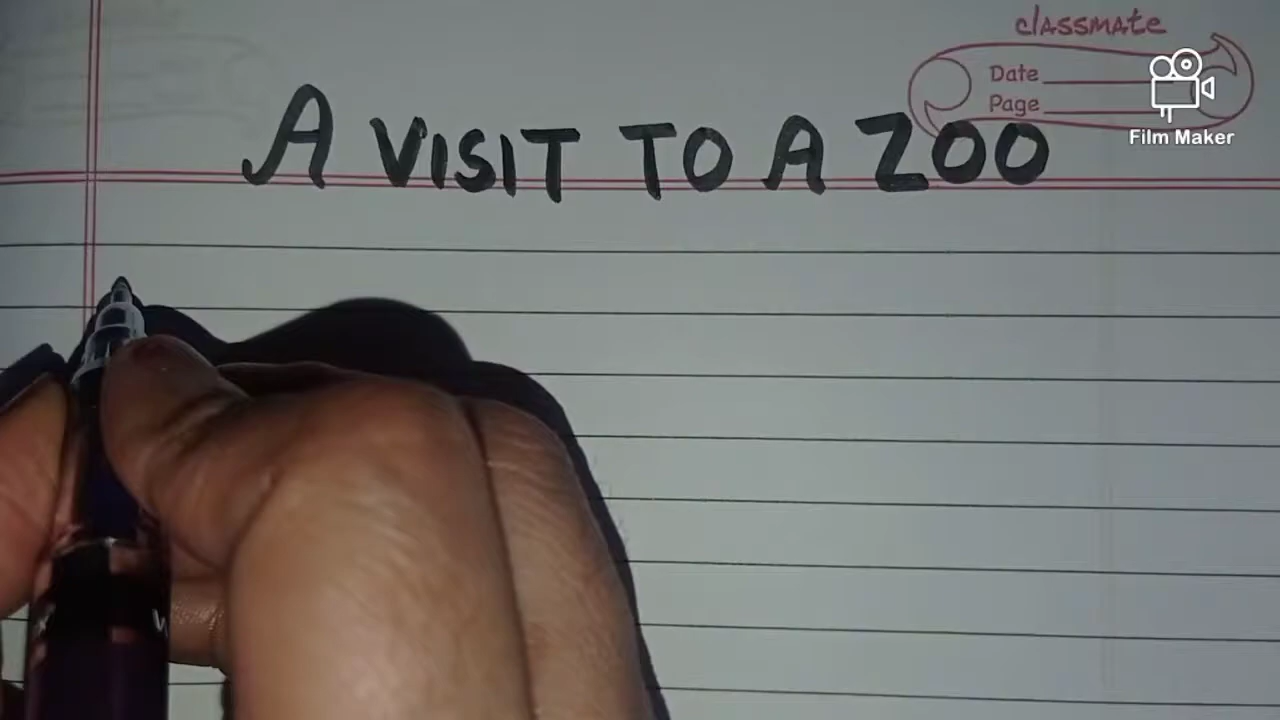 classmate
Date
Page
Film Maker
A VISIT TO A ZOO